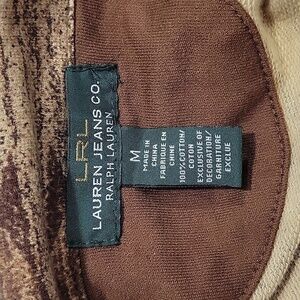 LRL
LAUREN JEANS CO.
RALPH LAUREN
M
MADE IN
CHINA
FABRIQUE EN
CHINE
100% COTTON/
COTON
EXCLUSIVE OF
DECORATION/
GARNITURE
EXCLUE